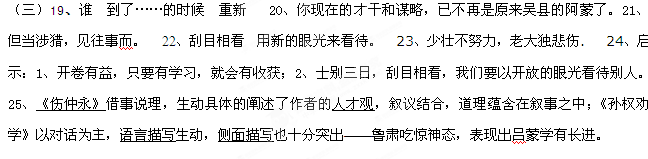 （三）19、谁　到了……的时候　重新　20、你现在的才干和谋略，已不再是原来吴县的阿蒙了。21、
但当涉猎，见往事而。　22、刮目相看　用新的眼光来看待。　23、少壮不努力，老大独悲伤．　24、启
示：1、开卷有益，只要有学习，就会有收获；2、士别三日，刮目相看，我们要以开放的眼光看待别人。
25、《伤仲永》借事说理，生动具体的阐述了作者的人才观，叙议结合，道理蕴含在叙事之中；《孙权劝
学》以对话为主，语言描写生动，侧面描写也十分突出——鲁肃吃惊神态，表现出吕蒙学有长进。